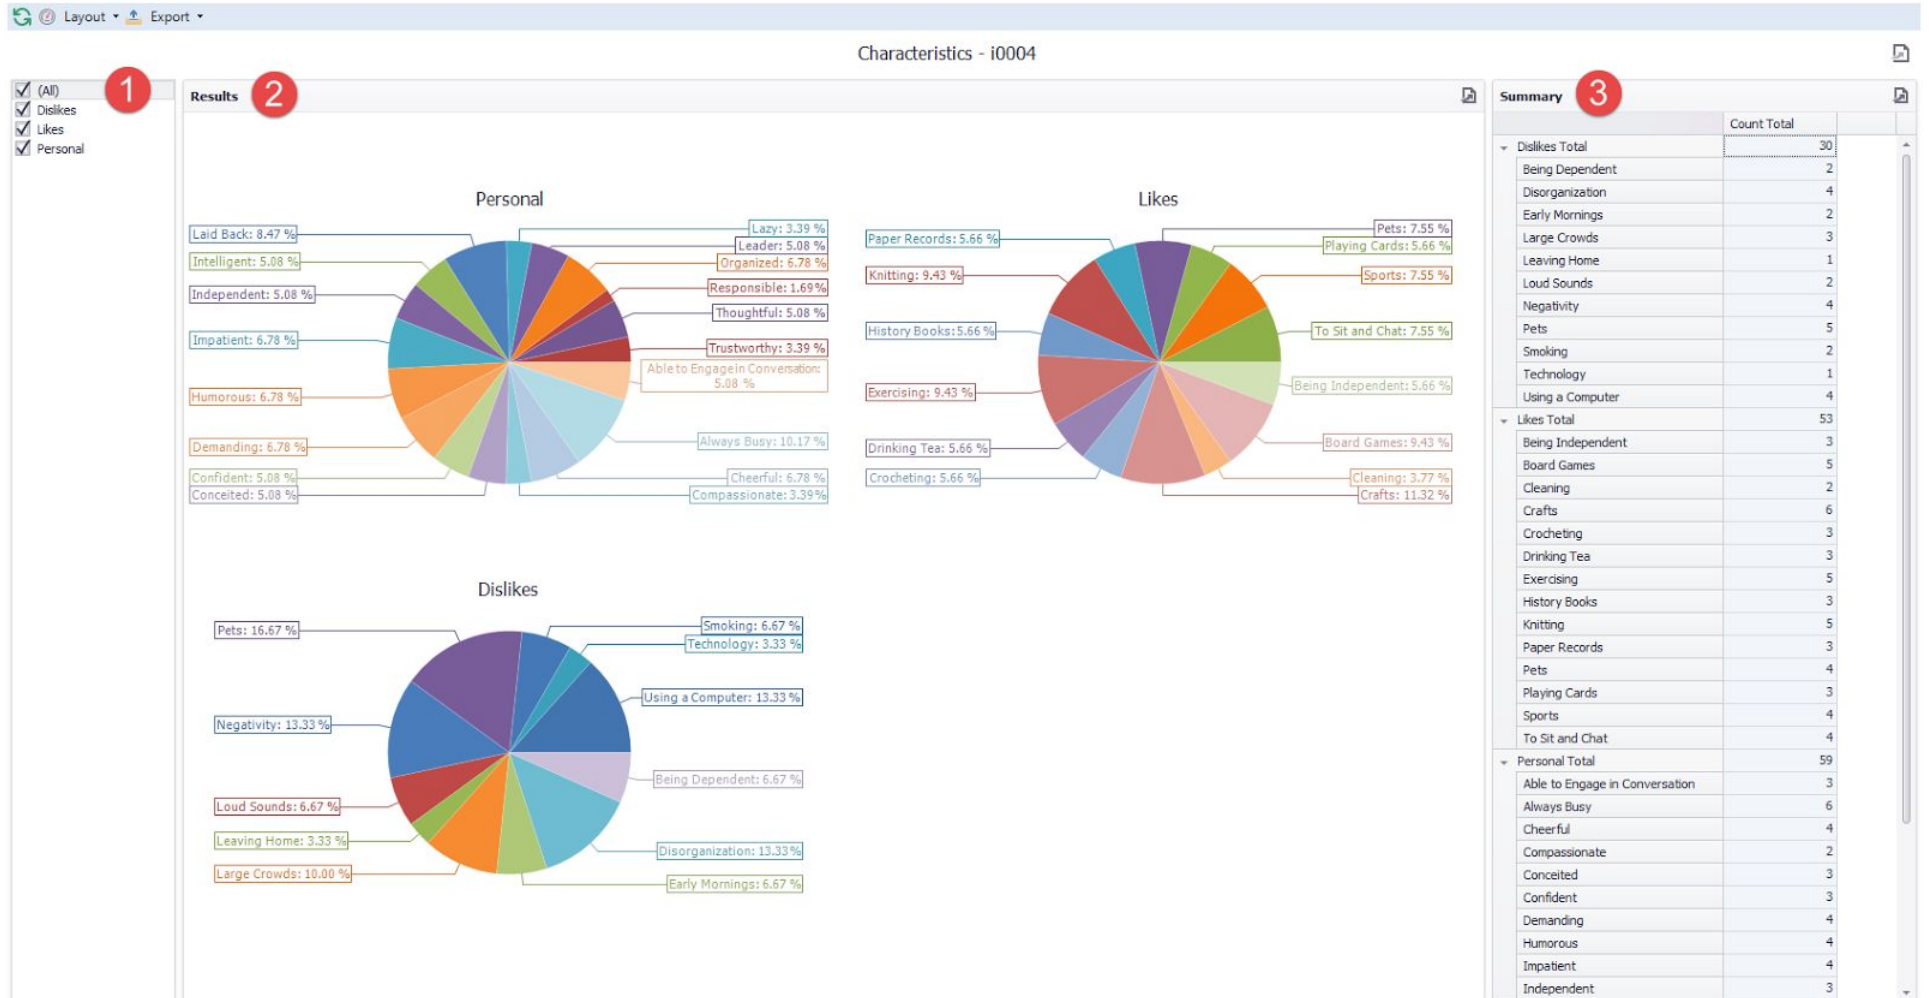 Layout Export
Characteristics - i0004
(All)
Dislikes
Likes
Personal
1
Results
2
Personal
Laid Back: 8.47 %
Intelligent: 5.08 %
Independent: 5.08 %
Impatient: 6.78 %
Humorous: 6.78 %
Demanding: 6.78 %
Confident: 5.08 %
Conceited: 5.08 %
Lazy: 3.39 %
Leader: 5.08 %
Organized: 6.78 %
Responsible: 1.69%
Thoughtful: 5.08 %
Trustworthy: 3.39 %
Able to Engage in Conversation:
5.08 %
Always Busy: 10.17 %
Cheerful: 6.78 %
Compassionate: 3.39%
Likes
Paper Records: 5.66 %
Knitting: 9.43 %
History Books: 5.66 %
Exercising: 9.43 %
Drinking Tea: 5.66 %
Crocheting: 5.66 %
Pets: 7.55 %
Playing Cards: 5.66 %
Sports: 7.55 %
To Sit and Chat: 7.55 %
Being Independent: 5.66 %
Board Games: 9.43 %
Cleaning: 3.77 %
Crafts: 11.32 %
Dislikes
Pets: 16.67 %
Negativity: 13.33 %
Loud Sounds: 6.67 %
Leaving Home: 3.33 %
Large Crowds: 10.00 %
Smoking: 6.67 %
Technology: 3.33 %
Using a Computer: 13.33 %
Being Dependent: 6.67 %
Disorganization: 13.33%
Early Mornings: 6.67 %
Summary
3
Count Total
Dislikes Total 30
Being Dependent 2
Disorganization 4
Early Mornings 2
Large Crowds 3
Leaving Home 1
Loud Sounds 2
Negativity 4
Pets 5
Smoking 2
Technology 1
Using a Computer 4
Likes Total 53
Being Independent 3
Board Games 5
Cleaning 2
Crafts 6
Crocheting 3
Drinking Tea 3
Exercising 5
History Books 3
Knitting 5
Paper Records 3
Pets 4
Playing Cards 3
Sports 4
To Sit and Chat 4
Personal Total 59
Able to Engage in Conversation 3
Always Busy 6
Cheerful 4
Compassionate 2
Conceited 3
Confident 3
Demanding 4
Humorous 4
Impatient 4
Independent 3